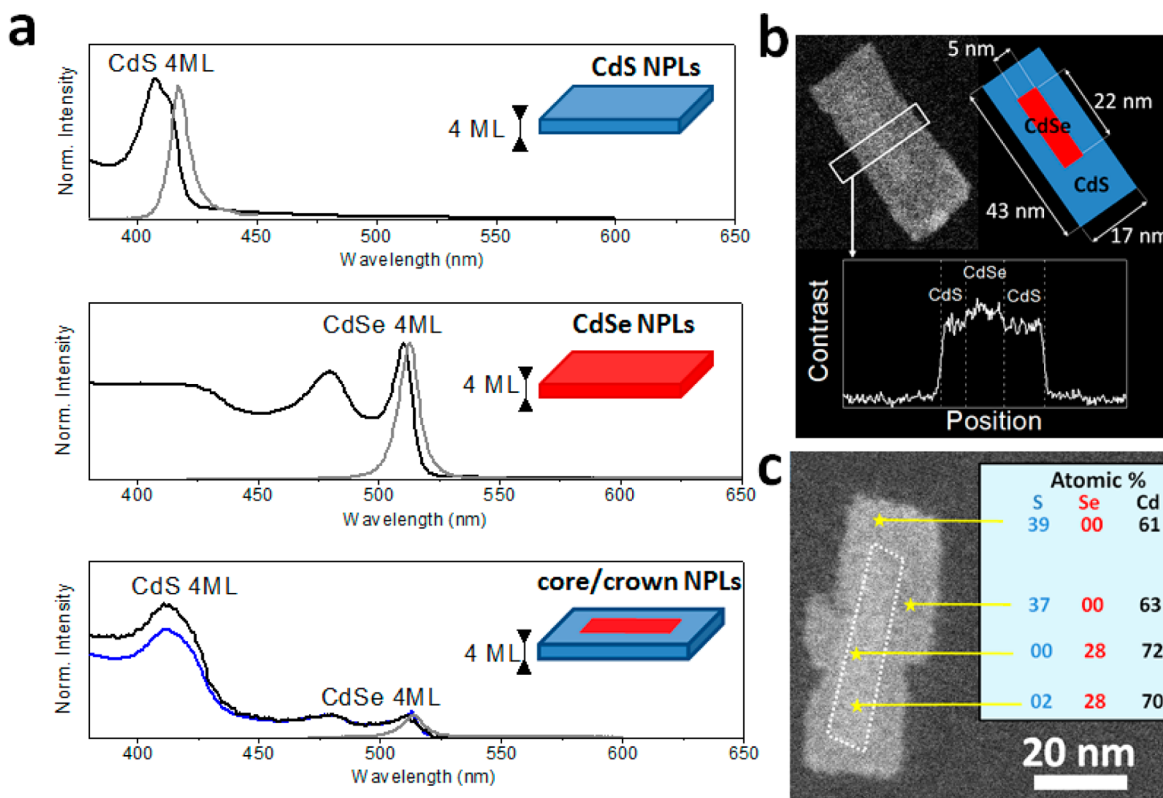 a
CdS 4ML
CdS NPLs
4 ML
Norm. Intensity
400 450 500 550 600 650
Wavelength (nm)
CdSe 4ML
CdSe NPLs
4 ML
Norm. Intensity
400 450 500 550 600 650
Wavelength (nm)
CdS 4ML
core/crown NPLs
4 ML
CdSe 4ML
Norm. Intensity
400 450 500 550 600 650
Wavelength (nm)
b
5 nm
22 nm
CdSe
CdS
43 nm
17 nm
CdSe
CdS CdS
Contrast
Position
c
Atomic %
S Se Cd
39 00 61
37 00 63
00 28 72
02 28 70
20 nm